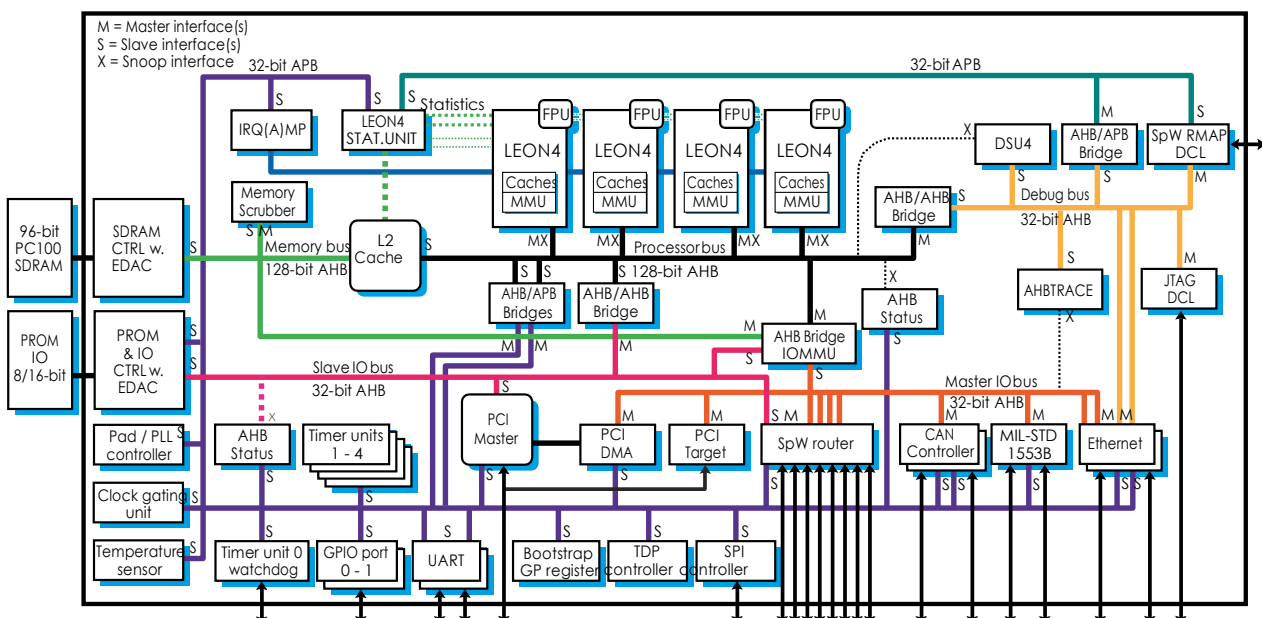 M = Master interface(s)
S = Slave interface(s)
X = Snoop interface
32-bit APB
32-bit APB
S
S
S
Statistics
M
S
IRQ(A)MP
LEON4
STAT.UNIT
FPU
FPU
FPU
FPU
LEON4
LEON4
LEON4
LEON4
Caches
MMU
Caches
MMU
Caches
MMU
Caches
MMU
X
DSU4
AHB/APB
Bridge
SpW RMAP
DCL
S
S
M
Debug bus
32-bit AHB
Memory
Scrubber
S M
AHB/AHB
Bridge
S
M
96-bit
PC100
SDRAM
SDRAM
CTRL w.
EDAC
S
Memory bus
128-bit AHB
L2
Cache
S
MX
MX
MX
MX
Processor bus
128-bit AHB
S
S
S
M
X
S
M
AHB/APB
Bridges
AHB/AHB
Bridge
AHB
Status
AHBTRACE
JTAG
DCL
X
PROM
IO
8/16-bit
PROM
& IO
CTRL w.
EDAC
S
S
M
M
M
M
S
AHB Bridge
IOMMU
S
S
Slave IO bus
32-bit AHB
Master IO bus
32-bit AHB
X
S
M
M
S M
M
M
M
M
Pad / PLL
controller
S
AHB
Status
Timer units
1 - 4
PCI
Master
PCI
DMA
PCI
Target
SpW router
CAN
Controller
MIL-STD
1553B
Ethernet
S
S
S
S
S
S
S
S
S
S
Clock gating
unit
S
Temperature
sensor
S
S
S
S
S
S
S
Timer unit 0
watchdog
GPIO port
0 - 1
UART
Bootstrap
GP register
TDP
controller
SPI
controller